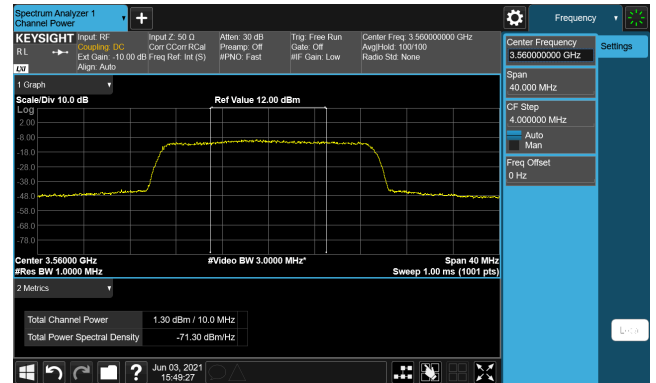 Spectrum Analyzer 1
Channel Power
Frequency
KEYSIGHT
RL
LXI
Input: RF
Coupling: DC
Ext Gain: -10.00 dB
Align: Auto
Input Z: 50 Ω
Corr CCorr RCal
Freq Ref: Int (S)
Atten: 30 dB
Preamp: Off
#PNO: Fast
Trig: Free Run
Gate: Off
#IF Gain: Low
Center Freq: 3.560000000 GHz
Avg|Hold: 100/100
Radio Std: None
Center Frequency
3.560000000 GHz
Settings
Span
40.000 MHz
CF Step
4.000000 MHz
Auto
Man
Freq Offset
0 Hz
1 Graph
Scale/Div 10.0 dB
Ref Value 12.00 dBm
Log
2.00
-8.00
-18.0
-28.0
-38.0
-48.0
-58.0
-68.0
-78.0
Center 3.56000 GHz
#Video BW 3.0000 MHz*
Span 40 MHz
#Res BW 1.0000 MHz
Sweep 1.00 ms (1001 pts)
2 Metrics
Total Channel Power 1.30 dBm / 10.0 MHz
Total Power Spectral Density -71.30 dBm/Hz
Local
?
Jun 03, 2021
15:49:27